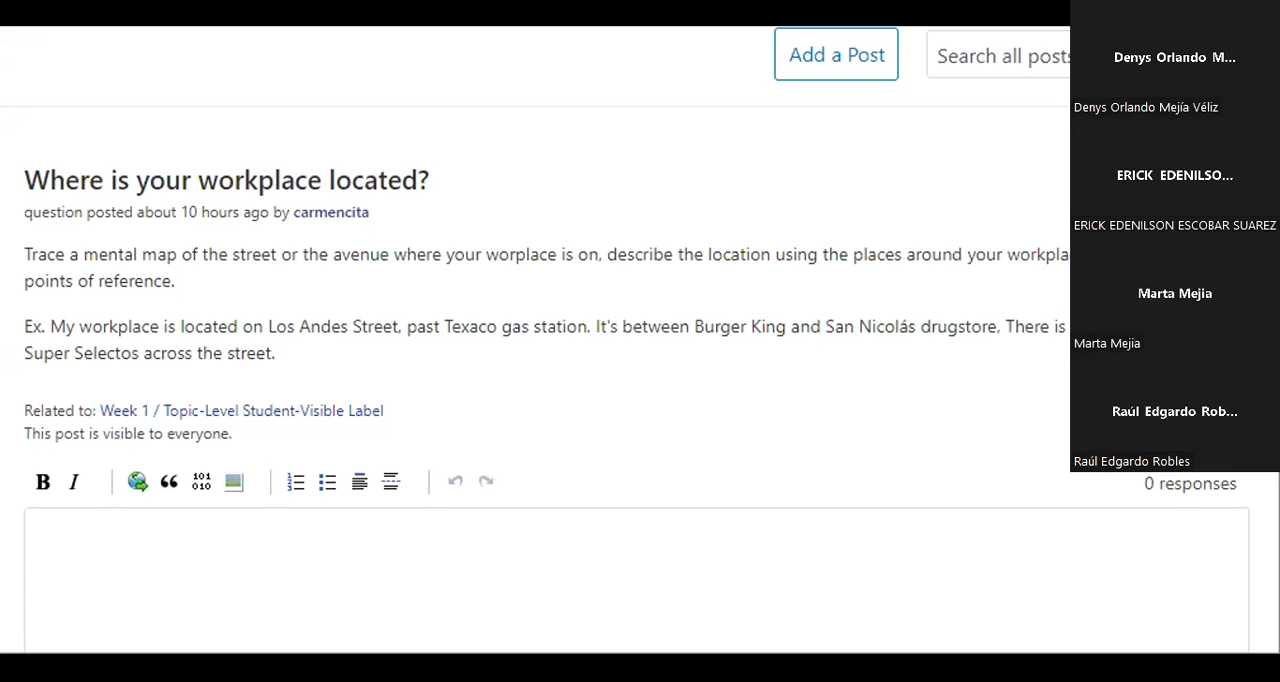 Add a Post
Search all posts
Where is your workplace located?
question posted about 10 hours ago by carmencita
Trace a mental map of the street or the avenue where your worplace is on, describe the location using the places around your workpla
points of reference.
Ex. My workplace is located on Los Andes Street, past Texaco gas station. It's between Burger King and San Nicolás drugstore, There is
Super Selectos across the street.
Related to: Week 1 / Topic-Level Student-Visible Label
This post is visible to everyone.
B I 101 010
0 responses
Denys Orlando M...
Denys Orlando Mejía Véliz
ERICK EDENILSO...
ERICK EDENILSON ESCOBAR SUAREZ
Marta Mejia
Marta Mejia
Raúl Edgardo Rob...
Raúl Edgardo Robles